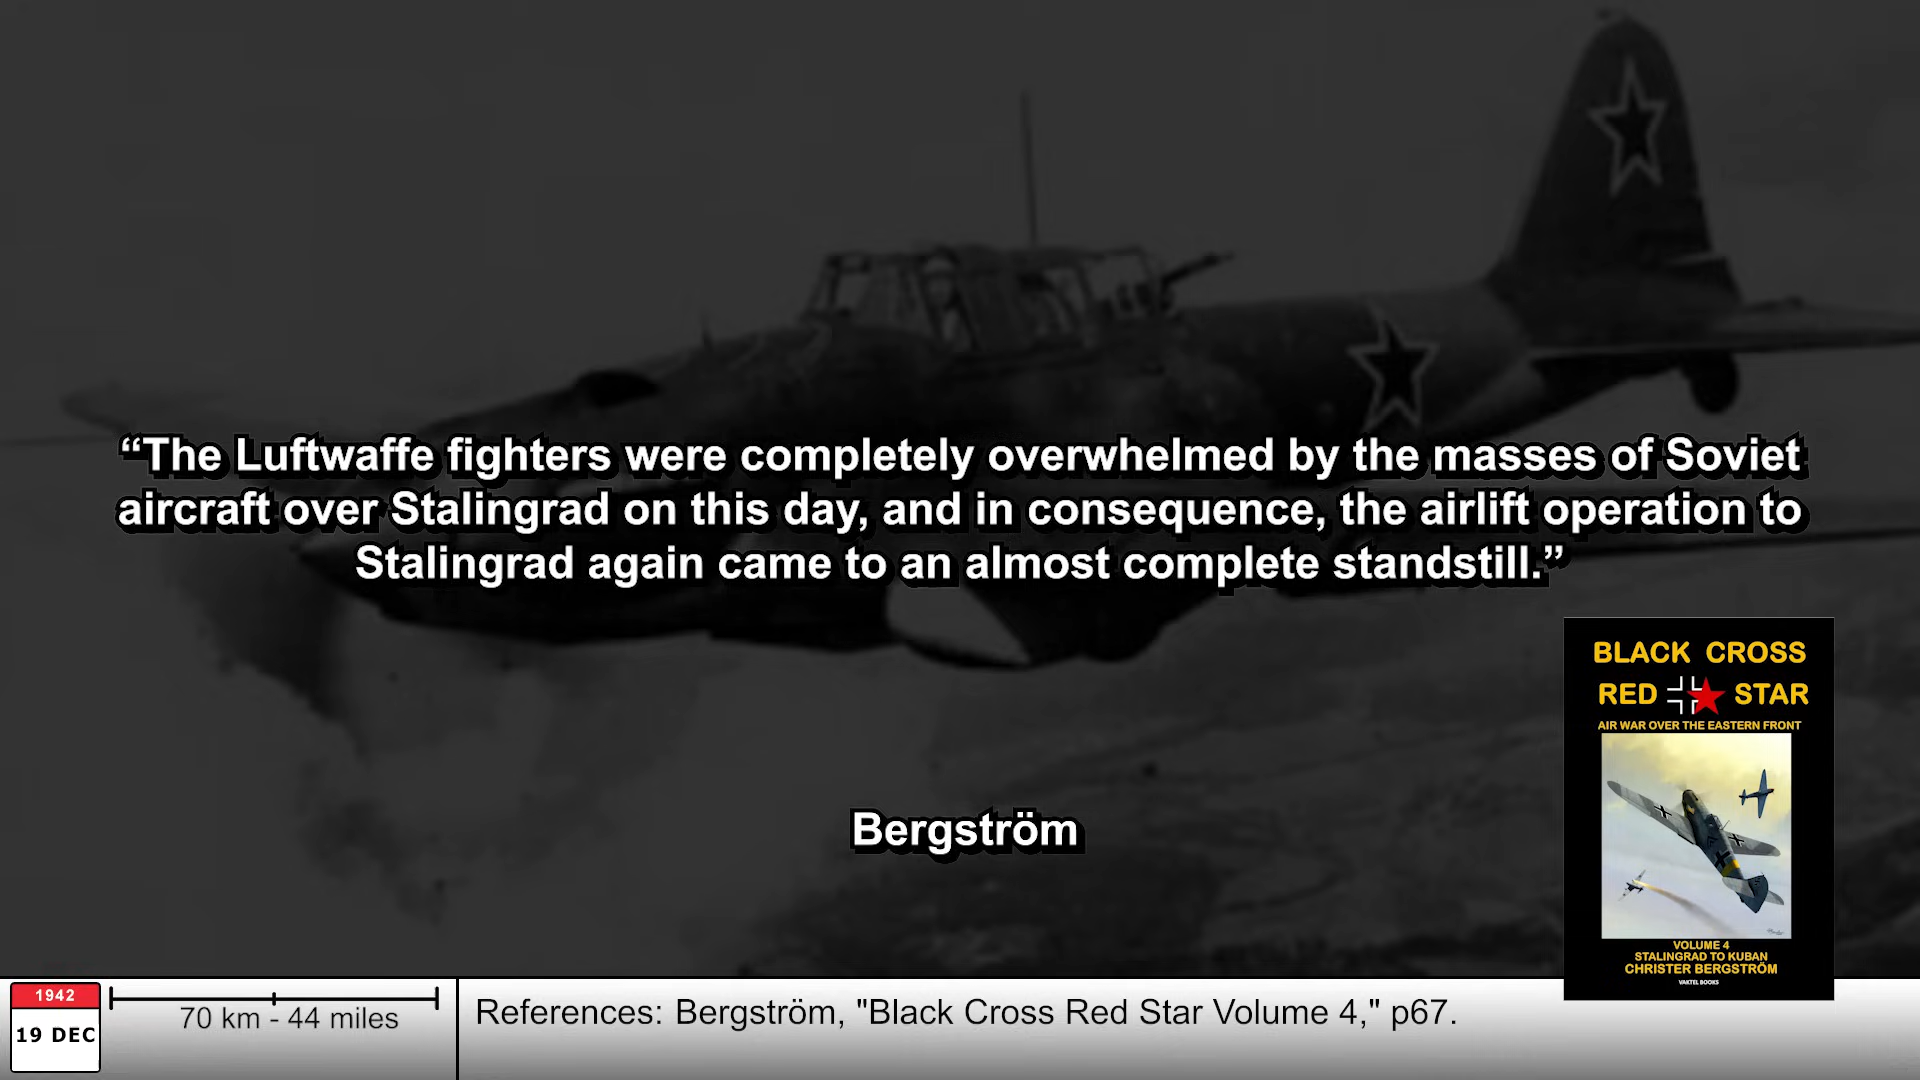 “The Luftwaffe fighters were completely overwhelmed by the masses of Soviet
aircraft over Stalingrad on this day, and in consequence, the airlift operation to
Stalingrad again came to an almost complete standstill.”
Bergström
BLACK CROSS
RED STAR
AIR WAR OVER THE EASTERN FRONT
VOLUME 4
STALINGRAD TO KUBAN
CHRISTER BERGSTRÖM
VAKTEL BOOKS
1942
19 DEC
70 km - 44 miles
References: Bergström, "Black Cross Red Star Volume 4," p67.